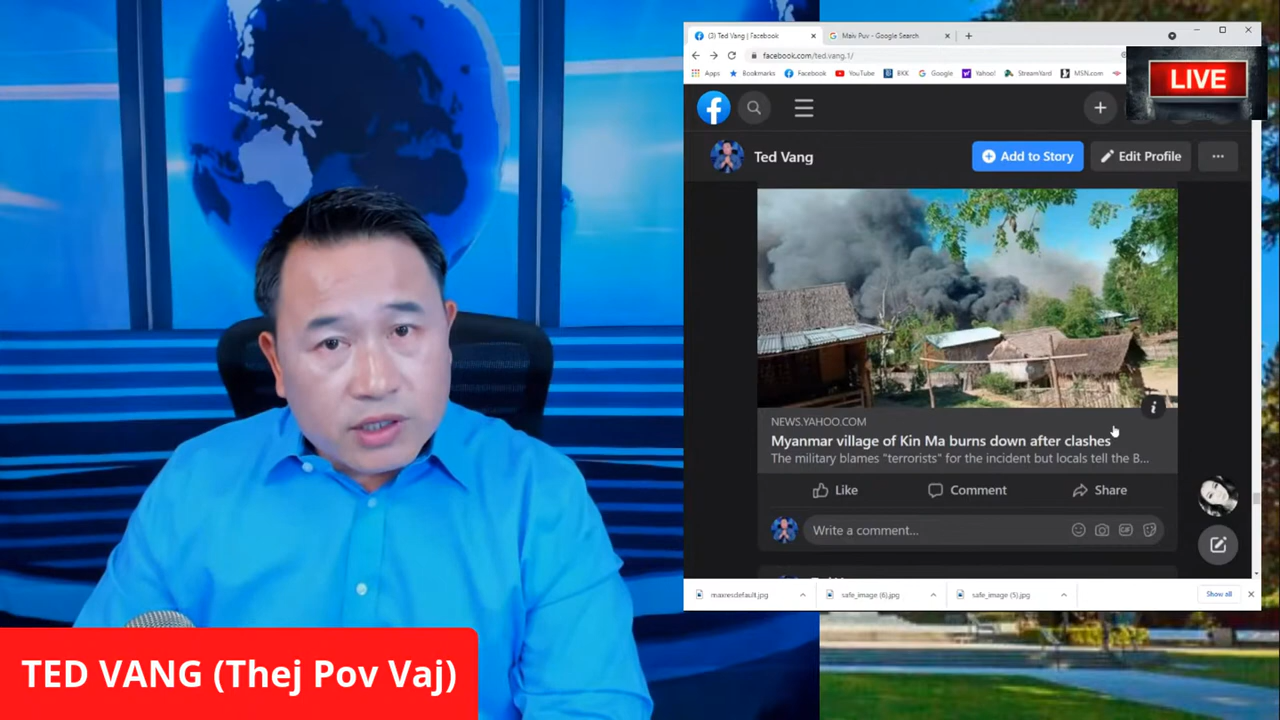 (3) Ted Vang | Facebook
Maiv Puv - Google Search
facebook.com/ted.vang.1/
Apps
Bookmarks
Facebook
YouTube
BKK
Google
Yahoo!
StreamYard
MSN.com
LIVE
Ted Vang
Add to Story
Edit Profile
NEWS.YAHOO.COM
Myanmar village of Kin Ma burns down after clashes
The military blames "terrorists" for the incident but locals tell the B...
Like
Comment
Share
Write a comment...
GIF
maxresdefault.jpg
safe_image (6).jpg
safe_image (5).jpg
Show all
TED VANG (Thej Pov Vaj)